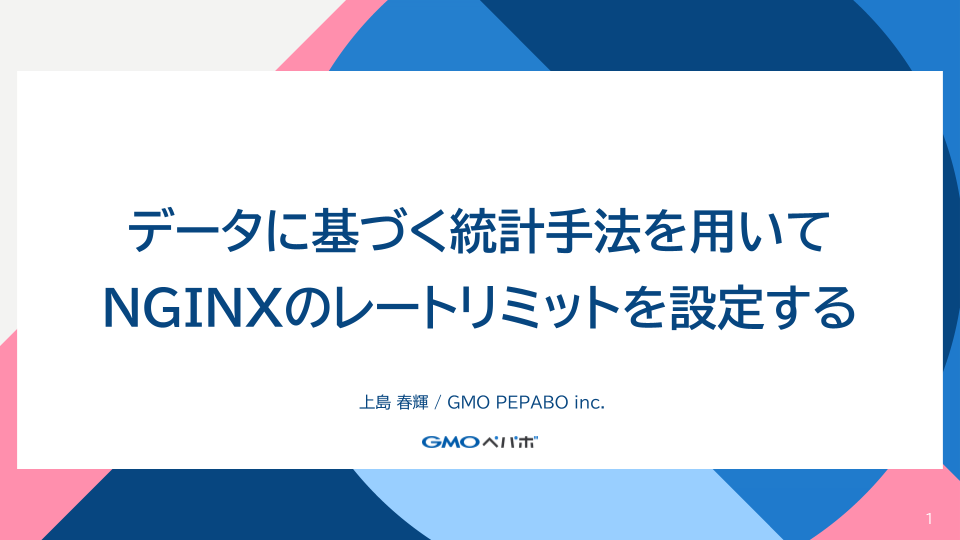 データに基づく統計手法を用いて
NGINXのレートリミットを設定する
上島 春輝 / GMO PEPABO inc.
GMOペパボ
1